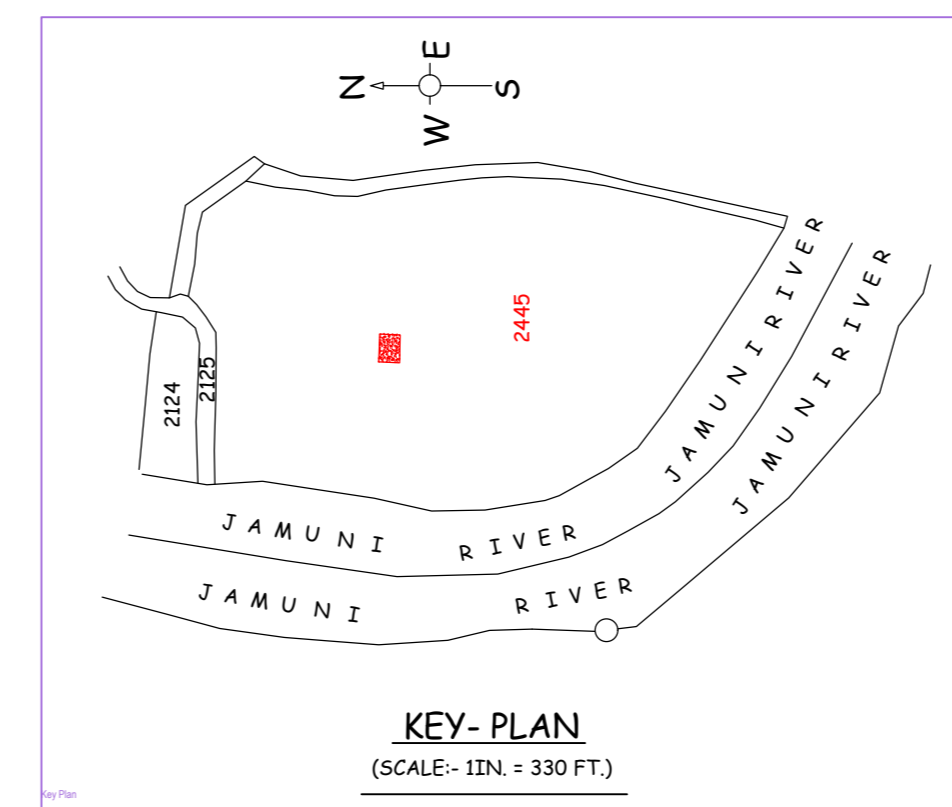 E
N
S
W
2445
2124
2125
JAMUNI RIVER
JAMUNI RIVER
JAMUNI RIVER
JAMUNI RIVER
KEY- PLAN
(SCALE:- 1IN. = 330 FT.)
Key Plan